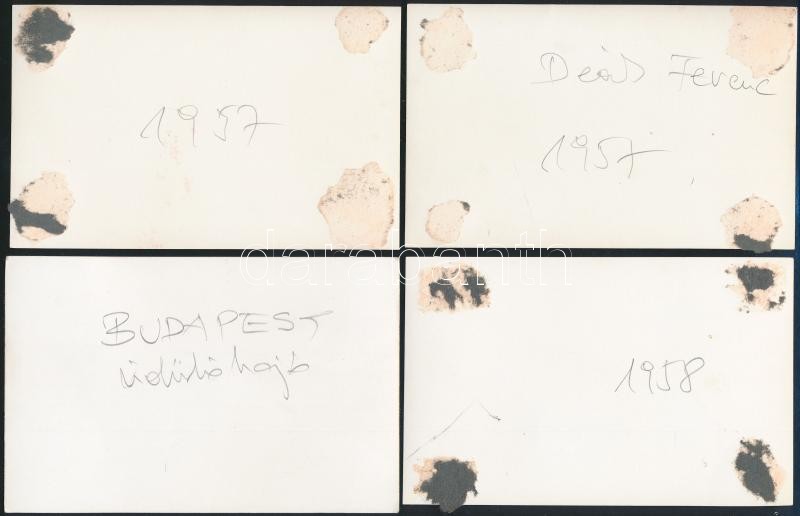 1957
Deák Ferenc
1957
darabanth
BUDAPEST
üdülőhajó
1958